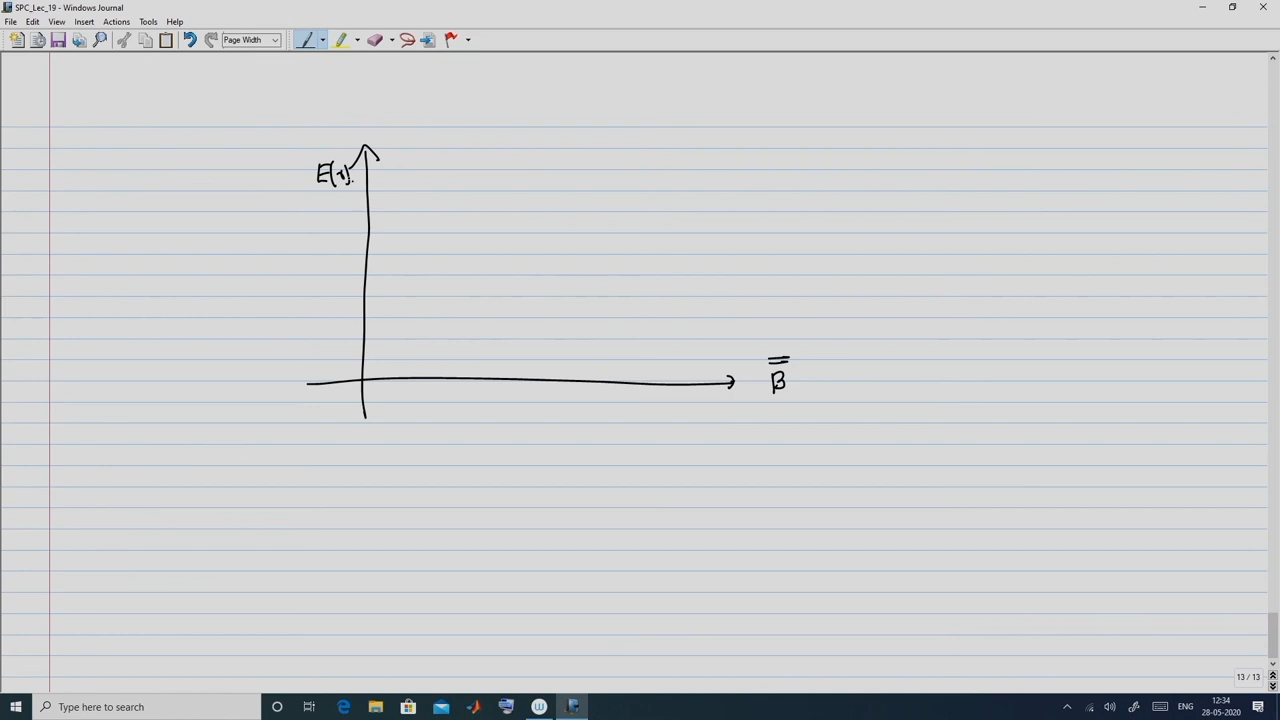 SPC_Lec_19 - Windows Journal
File Edit View Insert Actions Tools Help
Page Width
E(r)
β
13 / 13
Type here to search
ENG
12:34
28-05-2020